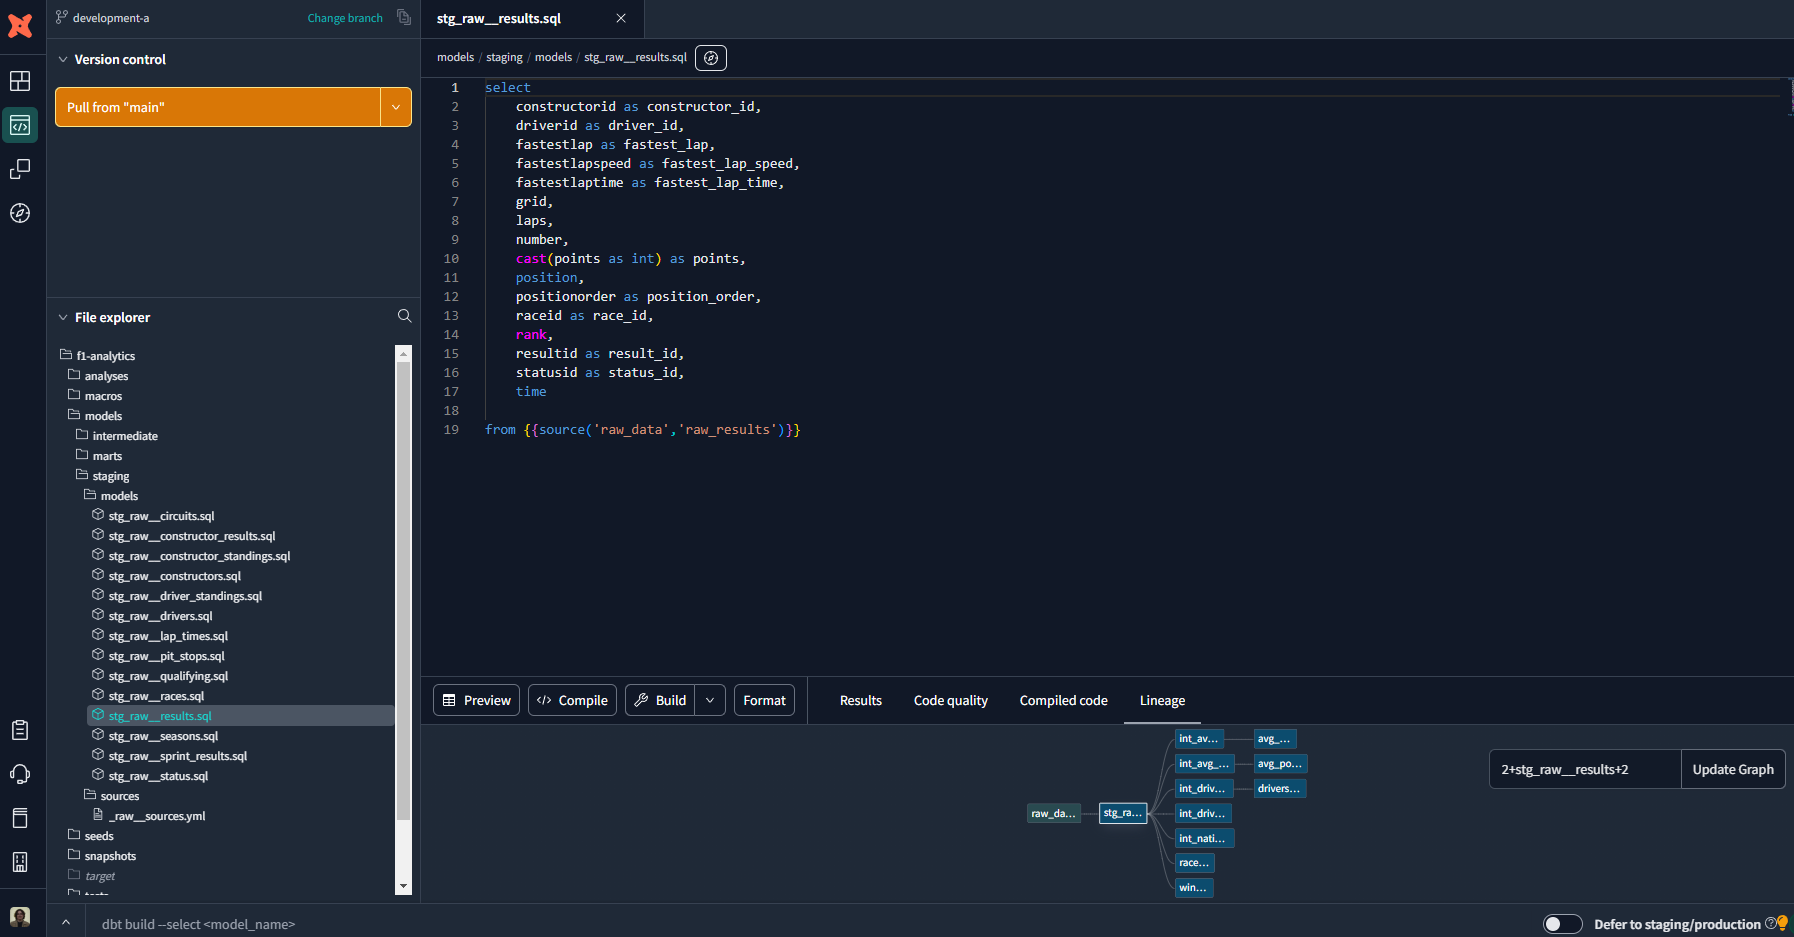 development-a
Change branch
Version control
Pull from "main"
File explorer
f1-analytics
analyses
macros
models
intermediate
marts
staging
models
stg_raw__circuits.sql
stg_raw__constructor_results.sql
stg_raw__constructor_standings.sql
stg_raw__constructors.sql
stg_raw__driver_standings.sql
stg_raw__drivers.sql
stg_raw__lap_times.sql
stg_raw__pit_stops.sql
stg_raw__qualifying.sql
stg_raw__races.sql
stg_raw__results.sql
stg_raw__seasons.sql
stg_raw__sprint_results.sql
stg_raw__status.sql
sources
_raw__sources.yml
seeds
snapshots
target
stg_raw__results.sql
models / staging / models / stg_raw__results.sql
1 select
2 constructorid as constructor_id,
3 driverid as driver_id,
4 fastestlap as fastest_lap,
5 fastestlapspeed as fastest_lap_speed,
6 fastestlaptime as fastest_lap_time,
7 grid,
8 laps,
9 number,
10 cast(points as int) as points,
11 position,
12 positionorder as position_order,
13 raceid as race_id,
14 rank,
15 resultid as result_id,
16 statusid as status_id,
17 time
18
19 from {{source('raw_data','raw_results')}}
Preview
Compile
Build
Format
Results
Code quality
Compiled code
Lineage
raw_da...
stg_ra...
int_av...
avg_...
int_avg_...
avg_po...
int_driv...
drivers...
int_driv...
int_nati...
race...
win...
2+stg_raw__results+2
Update Graph
dbt build --select <model_name>
Defer to staging/production